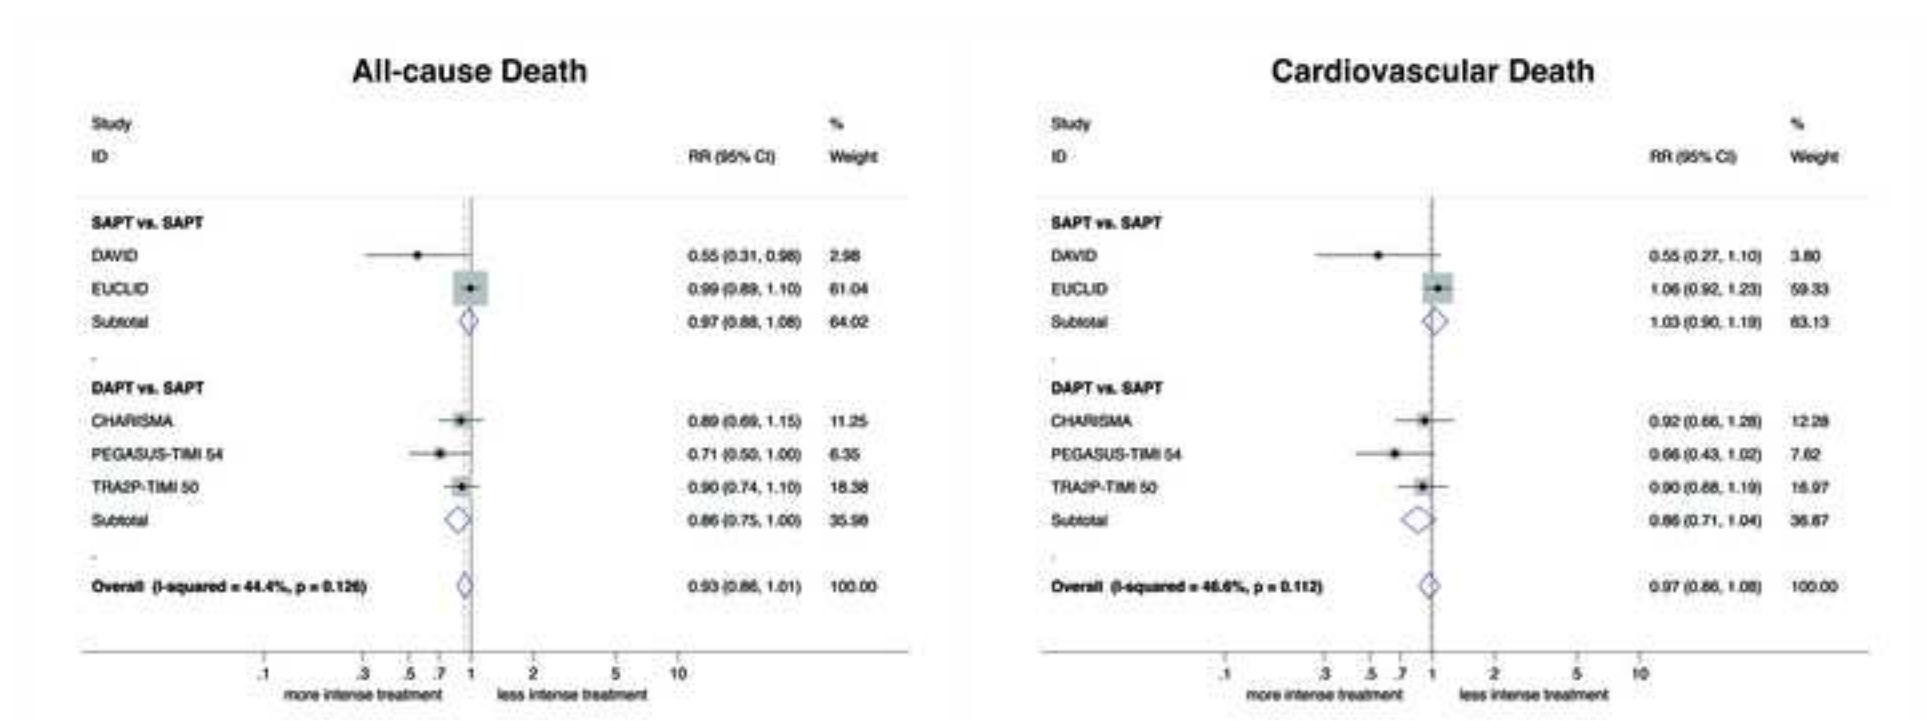 All-cause Death
Study %
ID RR (95% CI) Weight
SAPT vs. SAPT
DAVID 0.55 (0.31, 0.98) 2.98
EUCLID 0.99 (0.89, 1.10) 61.04
Subtotal 0.97 (0.88, 1.08) 64.02
.
DAPT vs. SAPT
CHARISMA 0.89 (0.69, 1.15) 11.25
PEGASUS-TIMI 54 0.71 (0.50, 1.00) 6.35
TRA2P-TIMI 50 0.90 (0.74, 1.10) 18.38
Subtotal 0.86 (0.75, 1.00) 35.98
.
Overall (I-squared = 44.4%, p = 0.126) 0.93 (0.86, 1.01) 100.00
.1 .3 .5 .7 1 2 5 10
more intense treatment less intense treatment
Cardiovascular Death
Study %
ID RR (95% CI) Weight
SAPT vs. SAPT
DAVID 0.55 (0.27, 1.10) 3.80
EUCLID 1.06 (0.92, 1.23) 59.33
Subtotal 1.03 (0.90, 1.19) 63.13
.
DAPT vs. SAPT
CHARISMA 0.92 (0.66, 1.28) 12.28
PEGASUS-TIMI 54 0.66 (0.43, 1.02) 7.62
TRA2P-TIMI 50 0.90 (0.68, 1.19) 16.97
Subtotal 0.86 (0.71, 1.04) 36.87
.
Overall (I-squared = 46.6%, p = 0.112) 0.97 (0.86, 1.08) 100.00
.1 .3 .5 .7 1 2 5 10
more intense treatment less intense treatment